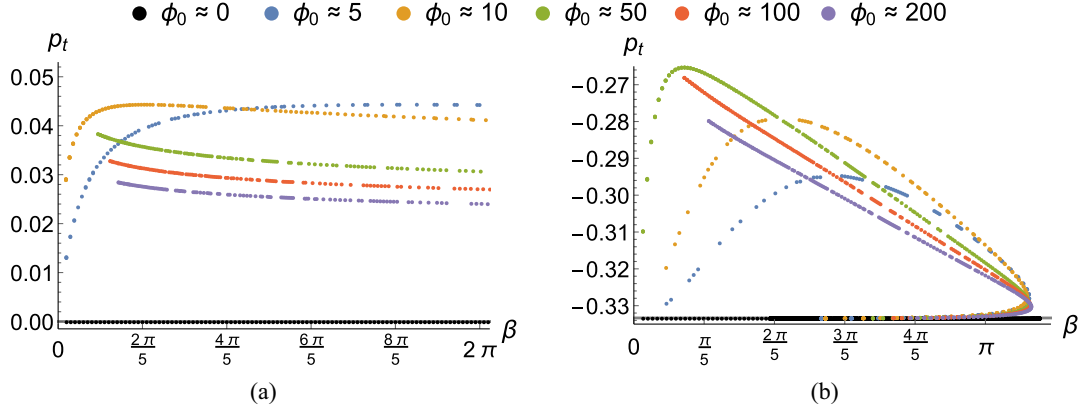 ϕ₀ ≈ 0 ϕ₀ ≈ 5 ϕ₀ ≈ 10 ϕ₀ ≈ 50 ϕ₀ ≈ 100 ϕ₀ ≈ 200
pₜ
0.05
0.04
0.03
0.02
0.01
0.00
0 2π/5 4π/5 6π/5 8π/5 2π β
(a)
pₜ
−0.27
−0.28
−0.29
−0.30
−0.31
−0.32
−0.33
0 π/5 2π/5 3π/5 4π/5 π β
(b)